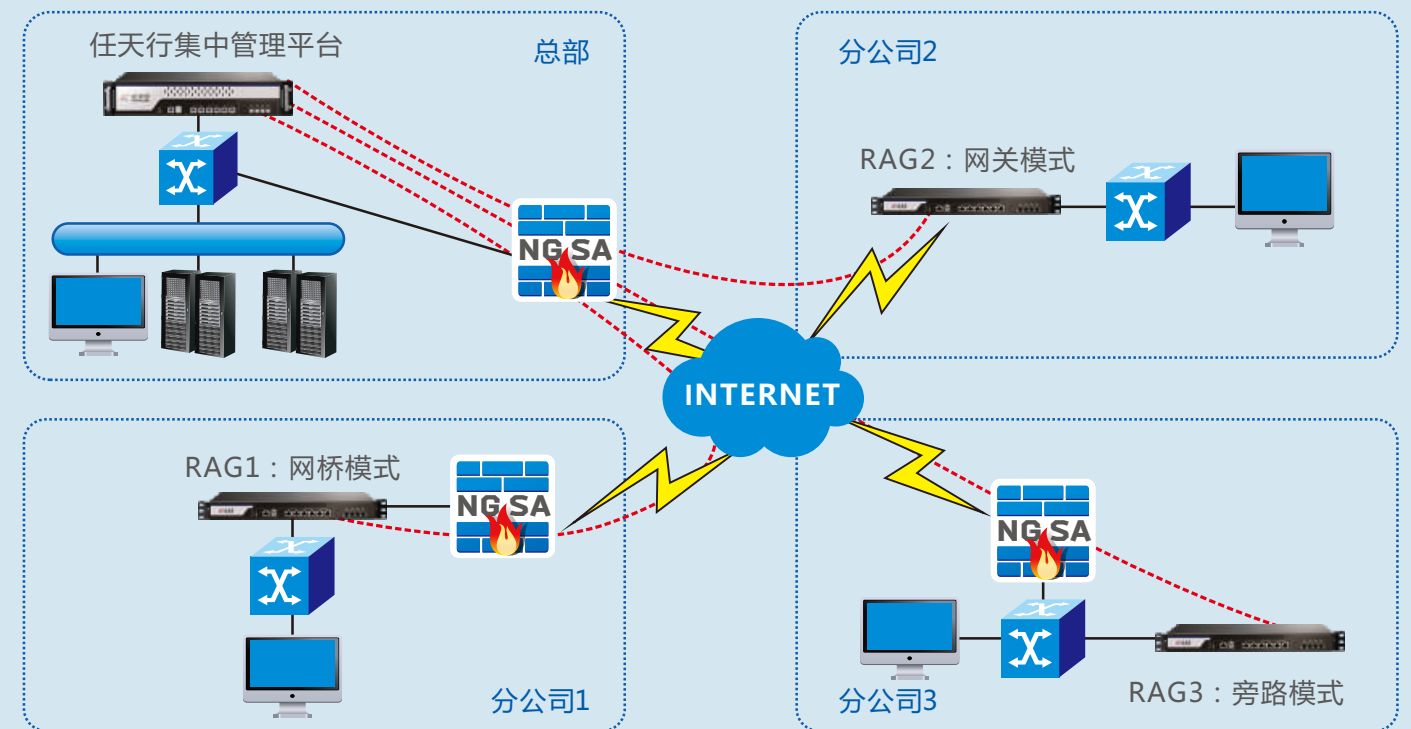 任天行集中管理平台
总部
NG SA
分公司2
RAG2：网关模式
INTERNET
RAG1：网桥模式
NG SA
分公司1
NG SA
分公司3
RAG3：旁路模式